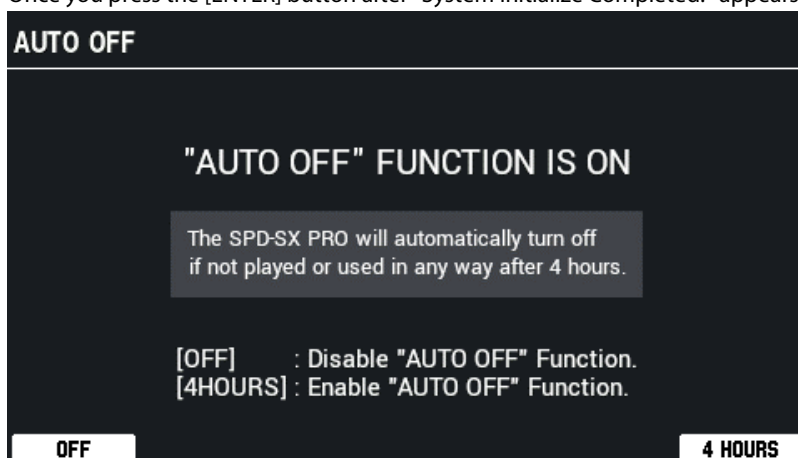 Once you press the [ENTER] button after "System Initialize Completed." appears
AUTO OFF
"AUTO OFF" FUNCTION IS ON
The SPD-SX PRO will automatically turn off
if not played or used in any way after 4 hours.
[OFF] : Disable "AUTO OFF" Function.
[4HOURS] : Enable "AUTO OFF" Function.
OFF
4 HOURS